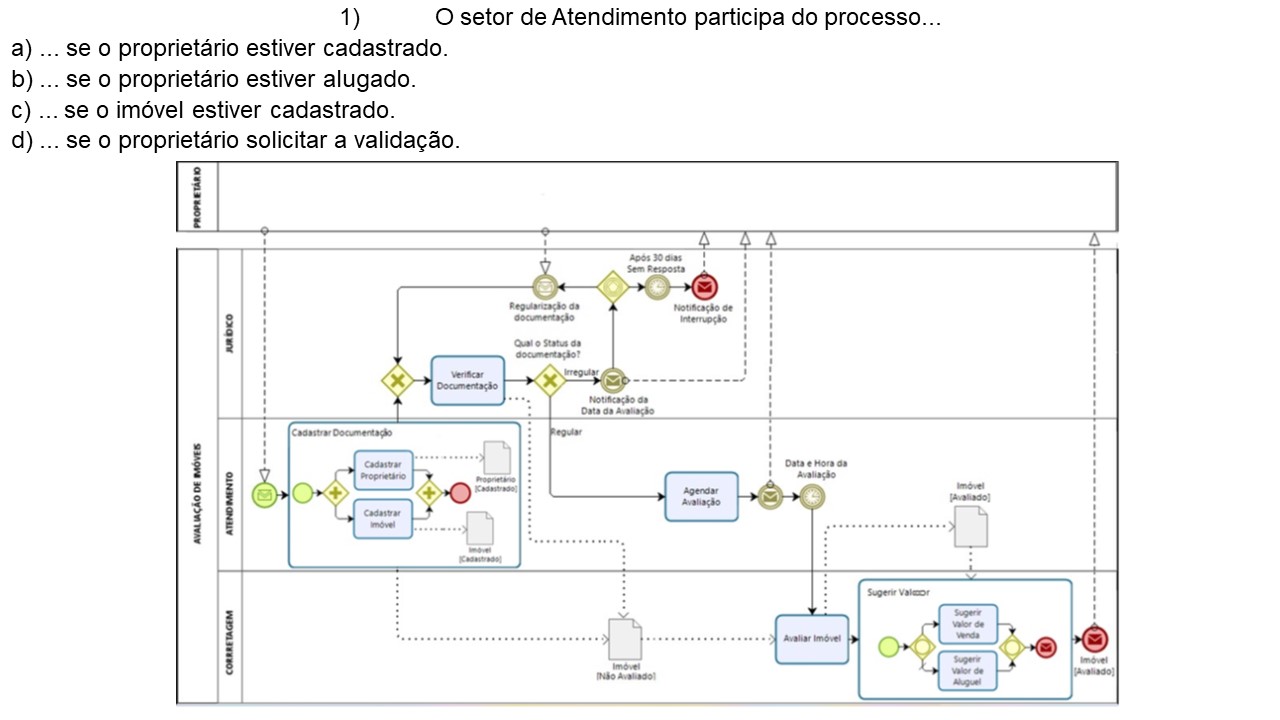 1) O setor de Atendimento participa do processo...
a) ... se o proprietário estiver cadastrado.
b) ... se o proprietário estiver alugado.
c) ... se o imóvel estiver cadastrado.
d) ... se o proprietário solicitar a validação.
PROPRIETÁRIO
AVALIAÇÃO DE IMÓVEIS
JURÍDICO
Após 30 dias
Sem Resposta
Regularização da
documentação
Notificação de
Interrupção
Qual o Status da
documentação?
Verificar
Documentação
Irregular
Notificação da
Data da Avaliação
Regular
ATENDIMENTO
Cadastrar Documentação
Cadastrar
Proprietário
Proprietário
[Cadastrado]
Cadastrar
Imóvel
Imóvel
[Cadastrado]
Agendar
Avaliação
Data e Hora da
Avaliação
Imóvel
[Avaliado]
CORRRETAGEM
Imóvel
[Não Avaliado]
Avaliar Imóvel
Sugerir
Sugerir
Valor de
Venda
Sugerir
Valor de
Aluguel
Imóvel
[Avaliado]